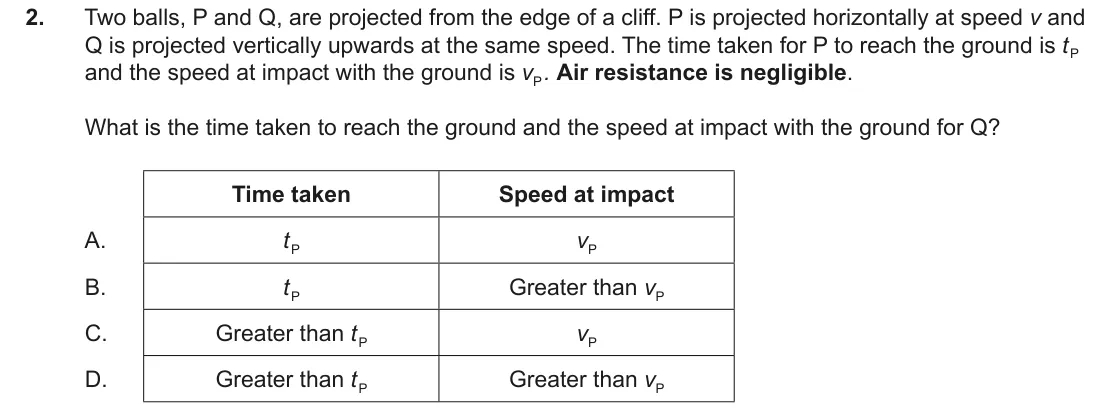 2. Two balls, P and Q, are projected from the edge of a cliff. P is projected horizontally at speed v and
Q is projected vertically upwards at the same speed. The time taken for P to reach the ground is tP
and the speed at impact with the ground is vP. Air resistance is negligible.
What is the time taken to reach the ground and the speed at impact with the ground for Q?
Time taken Speed at impact
A. tP vP
B. tP Greater than vP
C. Greater than tP vP
D. Greater than tP Greater than vP